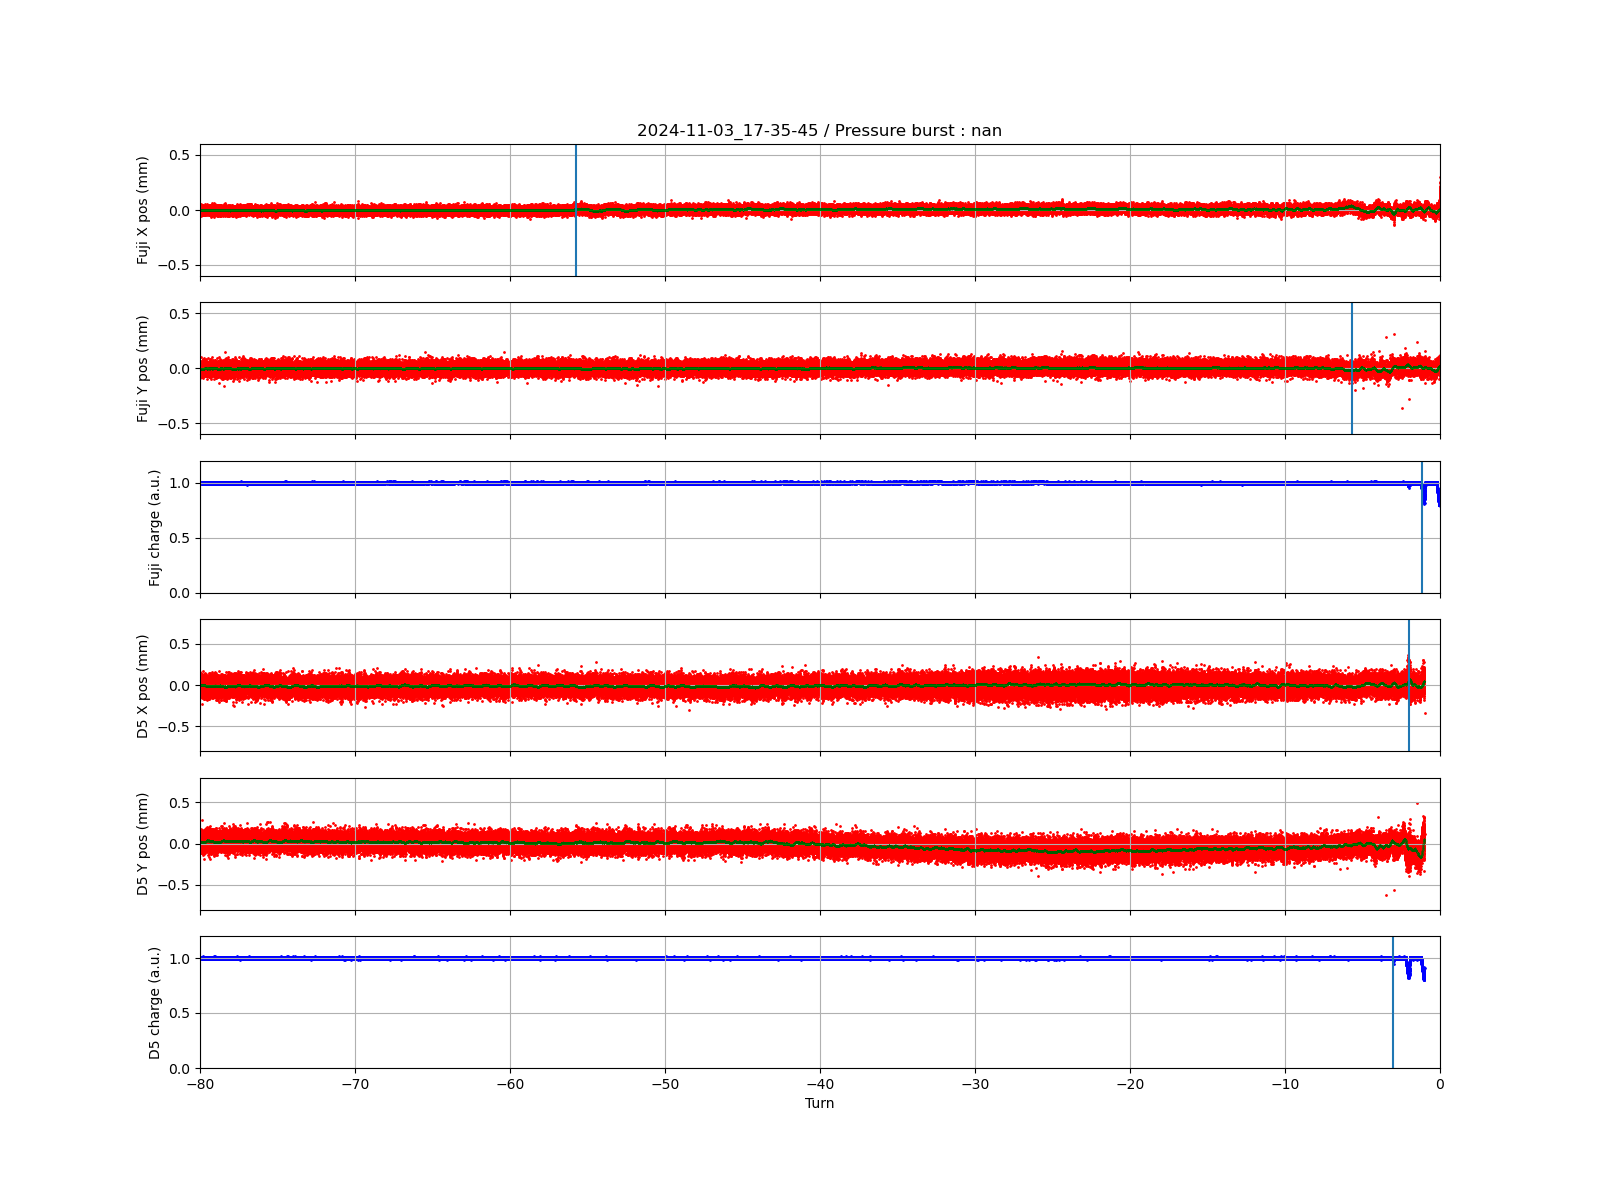 2024-11-03_17-35-45 / Pressure burst : nan
Fuji X pos (mm)
0.5
0.0
−0.5
Fuji Y pos (mm)
0.5
0.0
−0.5
Fuji charge (a.u.)
1.0
0.5
0.0
D5 X pos (mm)
0.5
0.0
−0.5
D5 Y pos (mm)
0.5
0.0
−0.5
D5 charge (a.u.)
1.0
0.5
0.0
−80 −70 −60 −50 −40 −30 −20 −10 0
Turn